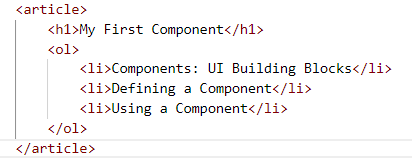 <article>
    <h1>My First Component</h1>
    <ol>
        <li>Components: UI Building Blocks</li>
        <li>Defining a Component</li>
        <li>Using a Component</li>
    </ol>
</article>